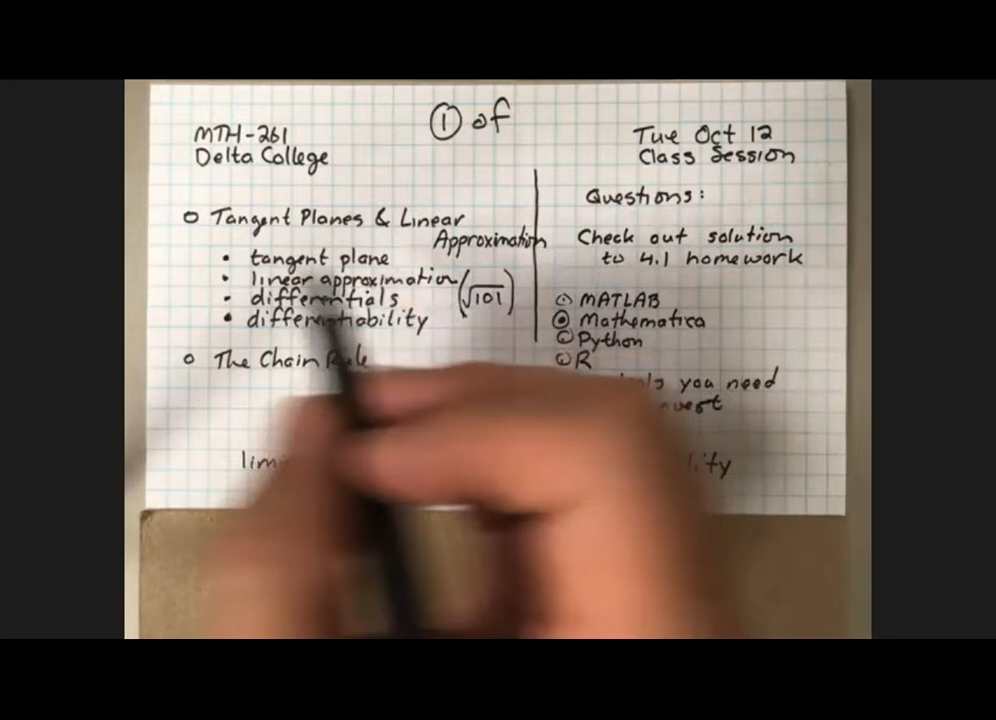 ① of
MTH-261
Delta College
Tue Oct 12
Class Session
○ Tangent Planes & Linear
Approximation
• tangent plane
• linear approximation (√101)
• differentials
• differentiability
○ The Chain Rule
Questions:
Check out solution
to 4.1 homework
○ MATLAB
⦿ Mathematica
○ Python
○ R
you need